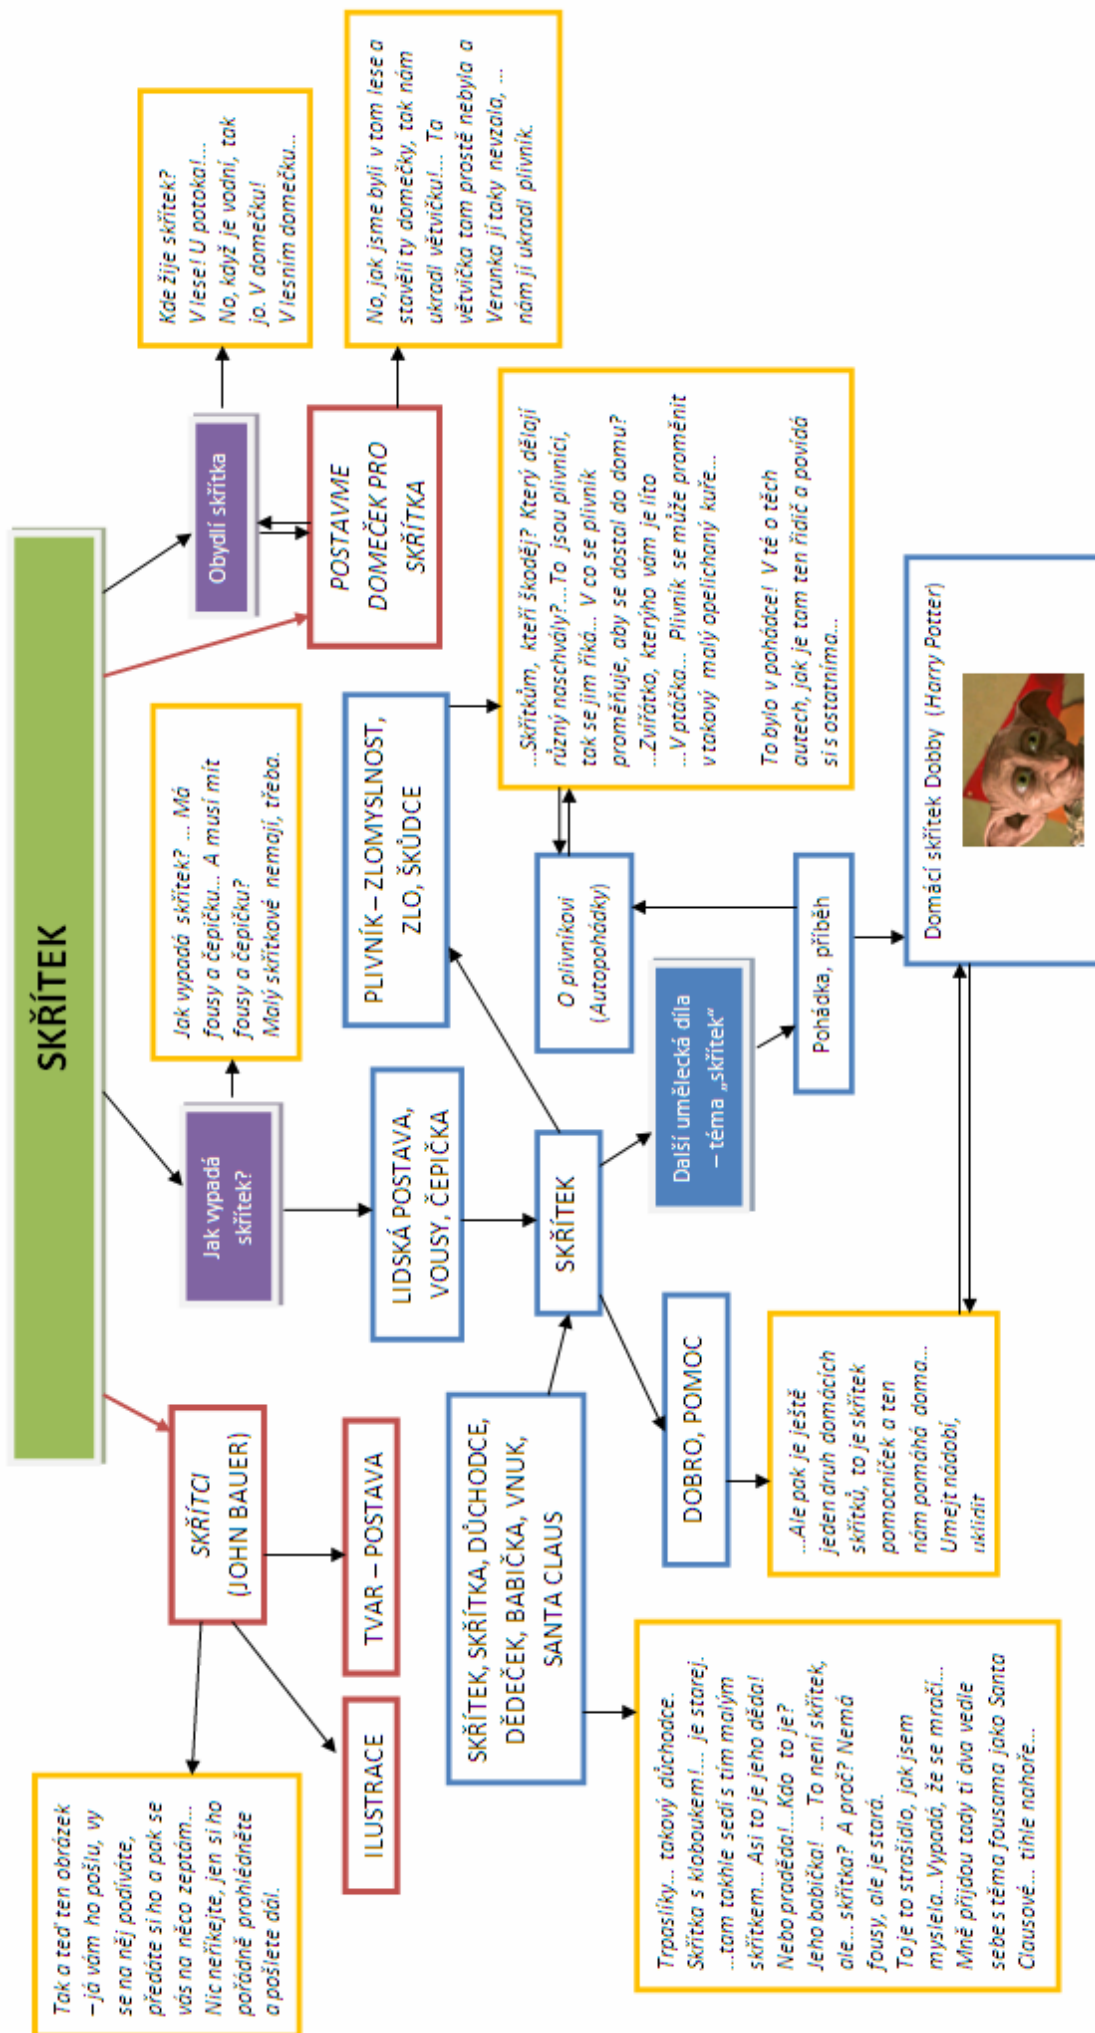 SKŘÍTEK
Tak a teď ten obrázek
– já vám ho pošlu, vy
se na něj podíváte,
předáte si ho a pak se
vás na něco zeptám...
Nic neříkejte, jen si ho
pořádně prohlédněte
a pošlete dál.
SKŘÍTCI
(JOHN BAUER)
ILUSTRACE
TVAR – POSTAVA
Jak vypadá
skřítek?
Jak vypadá skřítek? ... Má
fousy a čepičku... A musí mít
fousy a čepičku?
Malý skřítkové nemají, třeba.
Obydlí skřítka
Kde žije skřítek?
V lese! U potoka!...
No, když je vodní, tak
jo. V domečku!
V lesním domečku...
POSTAVME
DOMEČEK PRO
SKŘÍTKA
No, jak jsme byli v tom lese a
stavěli ty domečky, tak nám
ukradl větvičku!... Ta
větvička tam prostě nebyla a
Verunka jí taky nevzala, ...
nám jí ukradl plivník.
LIDSKÁ POSTAVA,
VOUSY, ČEPIČKA
PLIVNÍK – ZLOMYSLNOST,
ZLO, ŠKŮDCE
SKŘÍTEK, SKŘÍTKA, DŮCHODCE,
DĚDEČEK, BABIČKA, VNUK,
SANTA CLAUS
SKŘÍTEK
...Skřítkům, kteří škoděj? Který dělají
různý naschvály?...To jsou plivníci,
tak se jim říká... V co se plivník
proměňuje, aby se dostal do domu?
...Zvířátko, kterýho vám je líto
...V ptáčka... Plivník se může proměnit
v takový malý opelichaný kuře...
To bylo v pohádce! V té o těch
autech, jak je tam ten řidič a povídá
si s ostatníma...
O plivníkovi
(Autopohádky)
Trpaslíky... takový důchodce.
Skřítka s kloboukem!... je starej.
...tam takhle sedí s tím malým
skřítkem... Asi to je jeho děda!
Nebo praděda!...Kdo to je?
Jeho babička! ... To není skřítek,
ale... skřítka? A proč? Nemá
fousy, ale je stará.
To je to strašidlo, jak jsem
myslela...Vypadá, že se mračí...
Mně přijdou tady ti dva vedle
sebe s těma fousama jako Santa
Clausové... tihle nahoře...
DOBRO, POMOC
Další umělecká díla
– téma „skřítek“
...Ale pak je ještě
jeden druh domácích
skřítků, to je skřítek
pomocníček a ten
nám pomáhá doma...
Umejt nádobí,
uklidit
Pohádka, příběh
Domácí skřítek Dobby (Harry Potter)